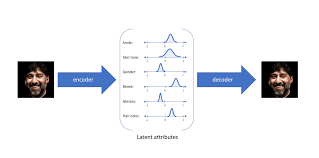 Smile:
Skin tone:
Gender:
encoder
decoder
Beard:
Glasses:
Hair color:
Latent attributes